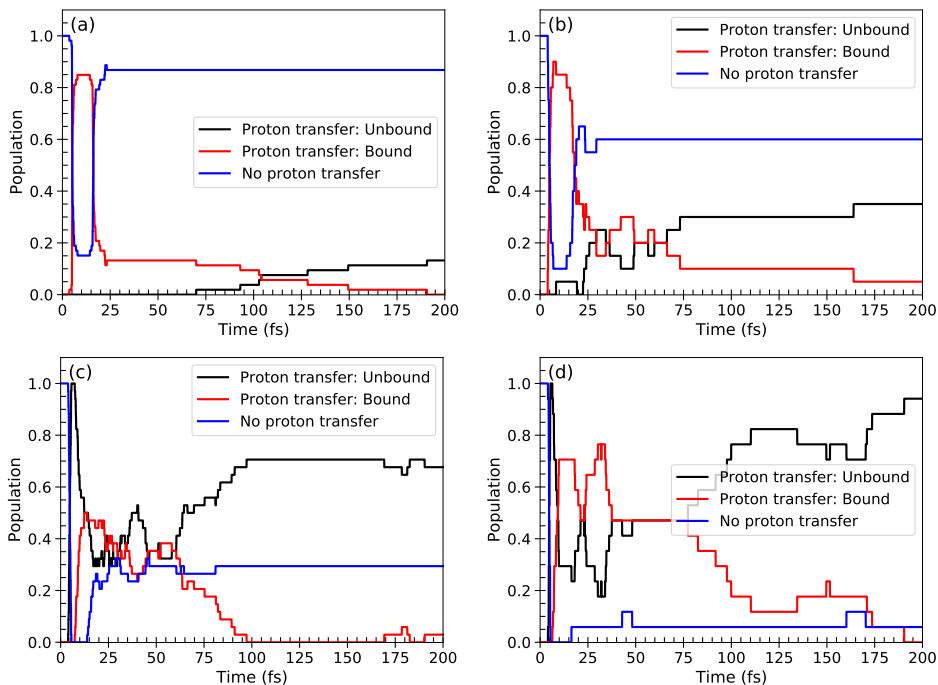 (a)
Population
1.0
0.8
0.6
0.4
0.2
0.0
Proton transfer: Unbound
Proton transfer: Bound
No proton transfer
0 25 50 75 100 125 150 175 200
Time (fs)
(b)
Population
1.0
0.8
0.6
0.4
0.2
0.0
Proton transfer: Unbound
Proton transfer: Bound
No proton transfer
0 25 50 75 100 125 150 175 200
Time (fs)
(c)
Population
1.0
0.8
0.6
0.4
0.2
0.0
Proton transfer: Unbound
Proton transfer: Bound
No proton transfer
0 25 50 75 100 125 150 175 200
Time (fs)
(d)
Population
1.0
0.8
0.6
0.4
0.2
0.0
Proton transfer: Unbound
Proton transfer: Bound
No proton transfer
0 25 50 75 100 125 150 175 200
Time (fs)